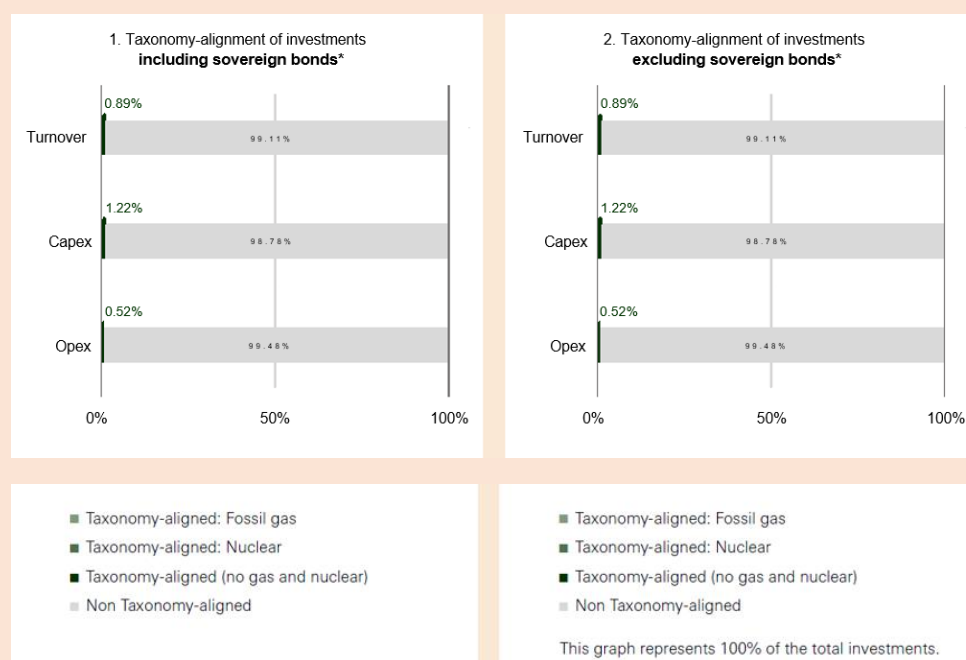 1. Taxonomy-alignment of investments
including sovereign bonds*
0.89%
Turnover
99.11%
1.22%
Capex
98.78%
0.52%
Opex
99.48%
0%
50%
100%
2. Taxonomy-alignment of investments
excluding sovereign bonds*
0.89%
Turnover
99.11%
1.22%
Capex
98.78%
0.52%
Opex
99.48%
0%
50%
100%
Taxonomy-aligned: Fossil gas
Taxonomy-aligned: Nuclear
Taxonomy-aligned (no gas and nuclear)
Non Taxonomy-aligned
Taxonomy-aligned: Fossil gas
Taxonomy-aligned: Nuclear
Taxonomy-aligned (no gas and nuclear)
Non Taxonomy-aligned
This graph represents 100% of the total investments.